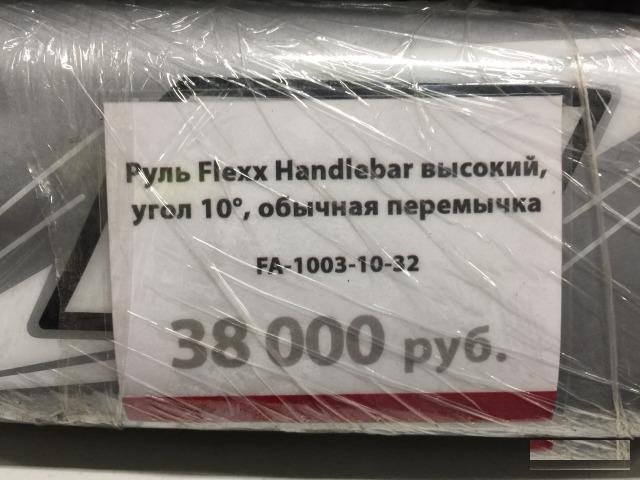 Руль Flexx Handlebar высокий,
угол 10°, обычная перемычка
FA-1003-10-32
38 000 руб.